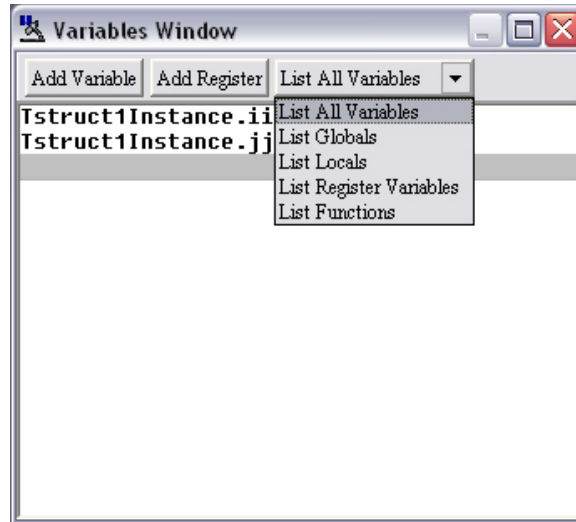 Variables Window
Add Variable Add Register List All Variables
Tstruct1Instance.ii
Tstruct1Instance.jj
List All Variables
List Globals
List Locals
List Register Variables
List Functions